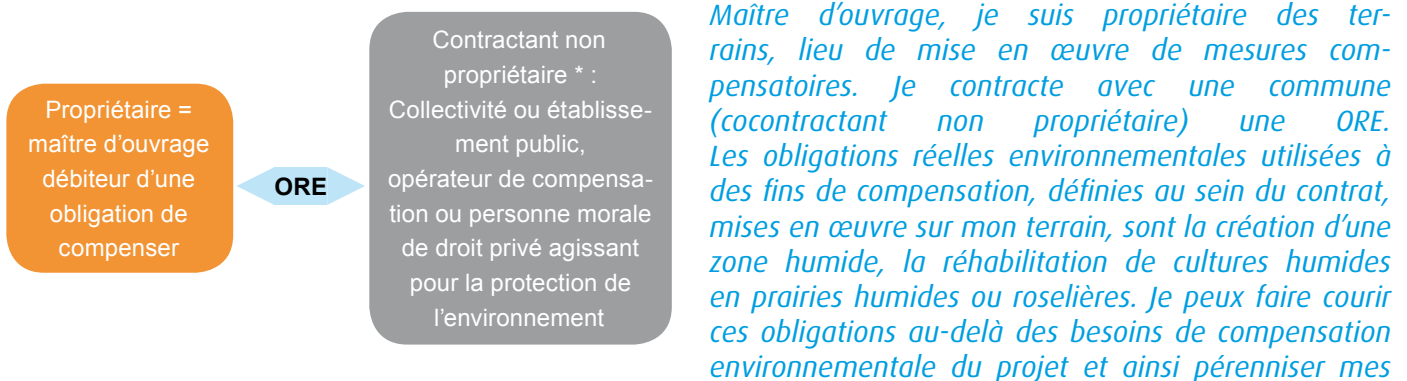 Propriétaire =
maître d'ouvrage
débiteur d'une
obligation de
compenser
ORE
Contractant non
propriétaire * :
Collectivité ou établisse-
ment public,
opérateur de compensa-
tion ou personne morale
de droit privé agissant
pour la protection de
l'environnement
Maître d'ouvrage, je suis propriétaire des ter-
rains, lieu de mise en œuvre de mesures com-
pensatoires. Je contracte avec une commune
(cocontractant non propriétaire) une ORE.
Les obligations réelles environnementales utilisées à
des fins de compensation, définies au sein du contrat,
mises en œuvre sur mon terrain, sont la création d'une
zone humide, la réhabilitation de cultures humides
en prairies humides ou roselières. Je peux faire courir
ces obligations au-delà des besoins de compensation
environnementale du projet et ainsi pérenniser mes